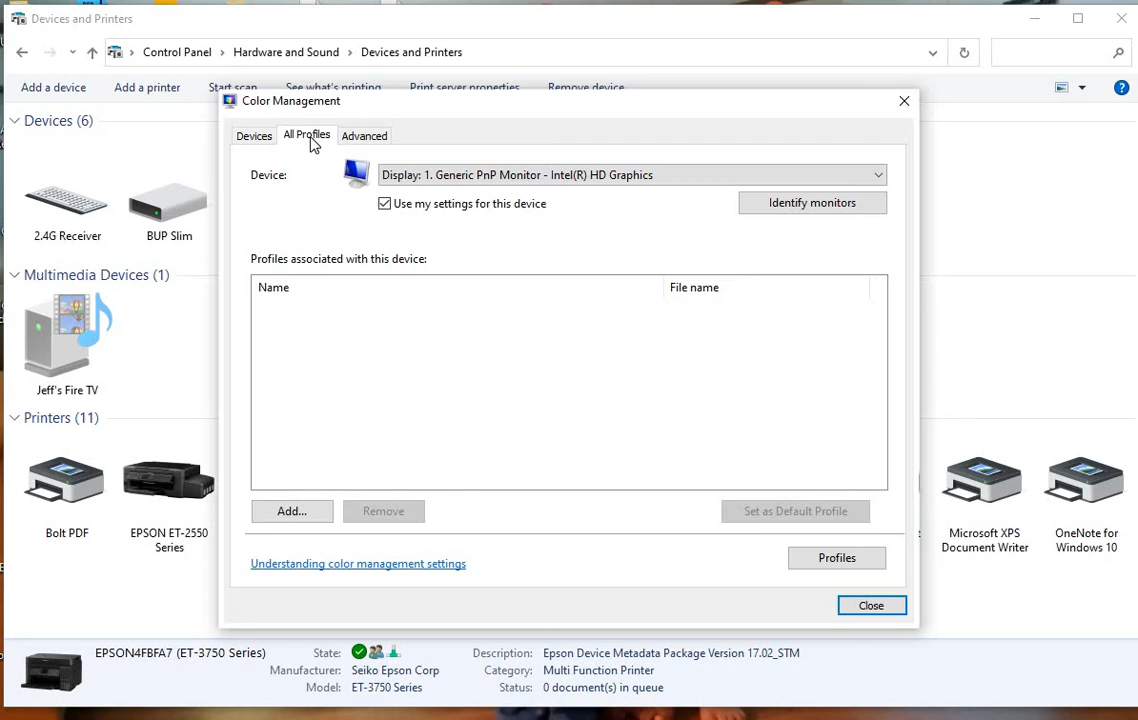 Devices and Printers
Control Panel > Hardware and Sound > Devices and Printers
Add a device Add a printer Start scan See what's printing Print server properties Remove device
Color Management
Devices (6)
Devices All Profiles Advanced
Device: Display: 1. Generic PnP Monitor - Intel(R) HD Graphics
Use my settings for this device Identify monitors
2.4G Receiver BUP Slim
Profiles associated with this device:
Multimedia Devices (1)
Name File name
Jeff's Fire TV
Printers (11)
Add... Remove Set as Default Profile
Bolt PDF
EPSON ET-2550
Series
Microsoft XPS
Document Writer
OneNote for
Windows 10
Understanding color management settings Profiles
Close
EPSON4FBFA7 (ET-3750 Series) State: Description: Epson Device Metadata Package Version 17.02_STM
Manufacturer: Seiko Epson Corp Category: Multi Function Printer
Model: ET-3750 Series Status: 0 document(s) in queue